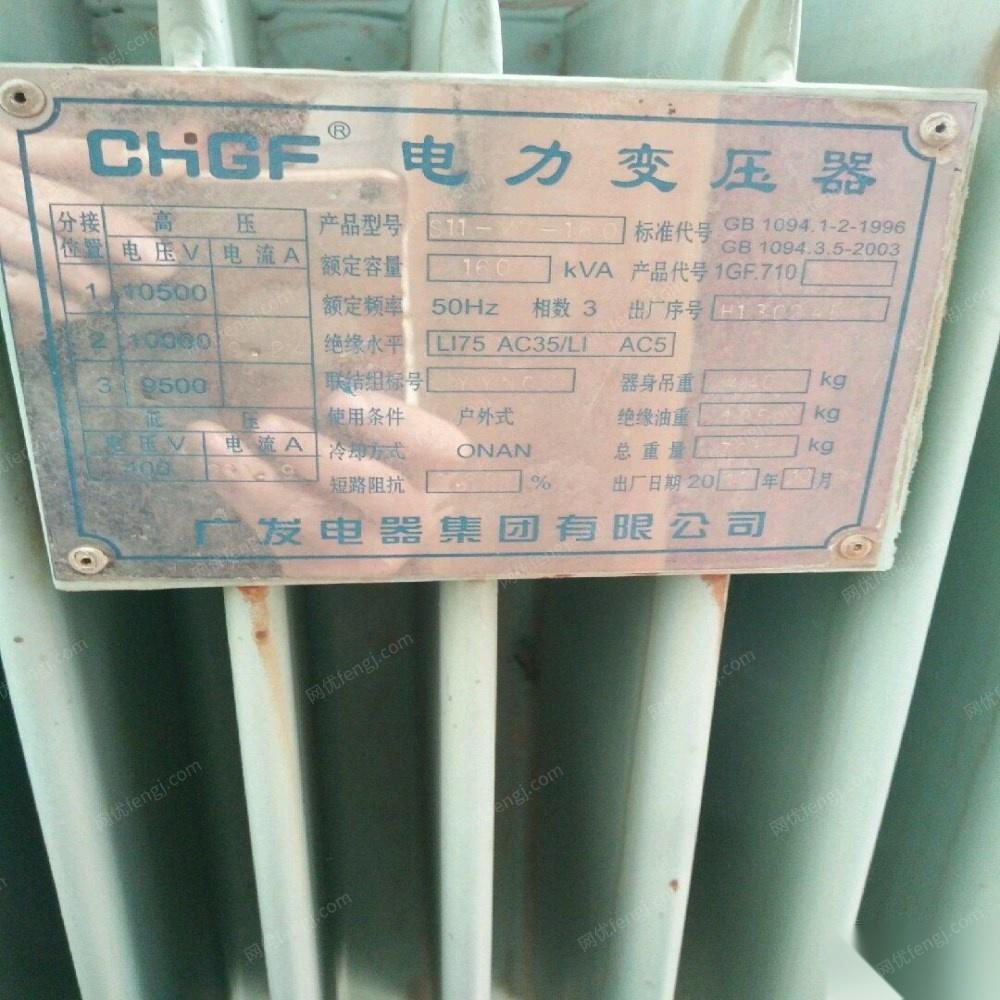 CHGF® 电力变压器
分接位置 高压
电压V 电流A
1 10500
2 10000
3 9500
低压
电压V 电流A
400
产品型号 S11- -160 标准代号 GB 1094.1-2-1996
GB 1094.3.5-2003
额定容量 160 kVA 产品代号 1GF.710
额定频率 50Hz 相数 3 出厂序号
绝缘水平 LI75 AC35/LI AC5
联结组标号 器身吊重 kg
使用条件 户外式 绝缘油重 kg
冷却方式 ONAN 总重量 kg
短路阻抗 % 出厂日期 20 年 月
广发电器集团有限公司
网优fengj.com